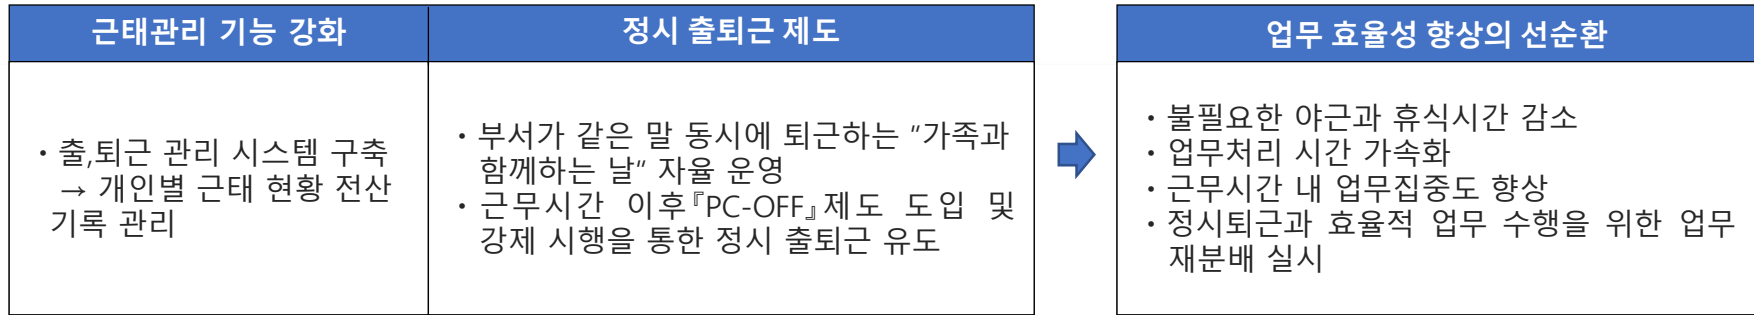 근태관리 기능 강화
정시 출퇴근 제도
업무 효율성 향상의 선순환
・출,퇴근 관리 시스템 구축
→ 개인별 근태 현황 전산
기록 관리
・부서가 같은 말 동시에 퇴근하는 “가족과
함께하는 날” 자율 운영
・근무시간 이후『PC-OFF』제도 도입 및
강제 시행을 통한 정시 출퇴근 유도
・불필요한 야근과 휴식시간 감소
・업무처리 시간 가속화
・근무시간 내 업무집중도 향상
・정시퇴근과 효율적 업무 수행을 위한 업무
재분배 실시